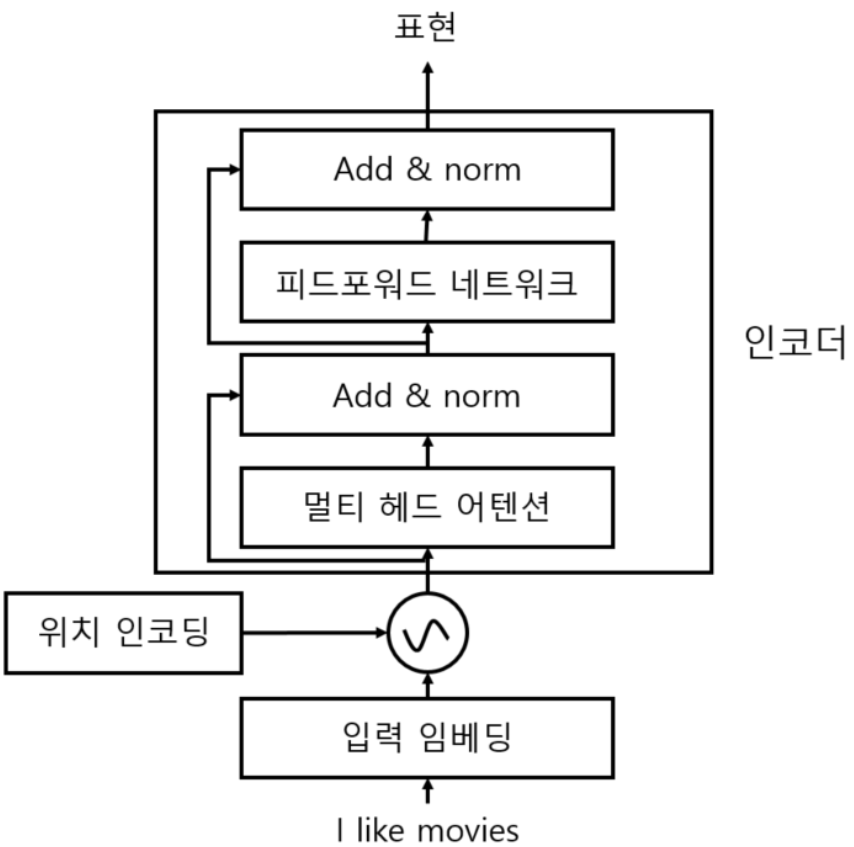 표현
Add & norm
피드포워드 네트워크
인코더
Add & norm
멀티 헤드 어텐션
위치 인코딩
입력 임베딩
I like movies